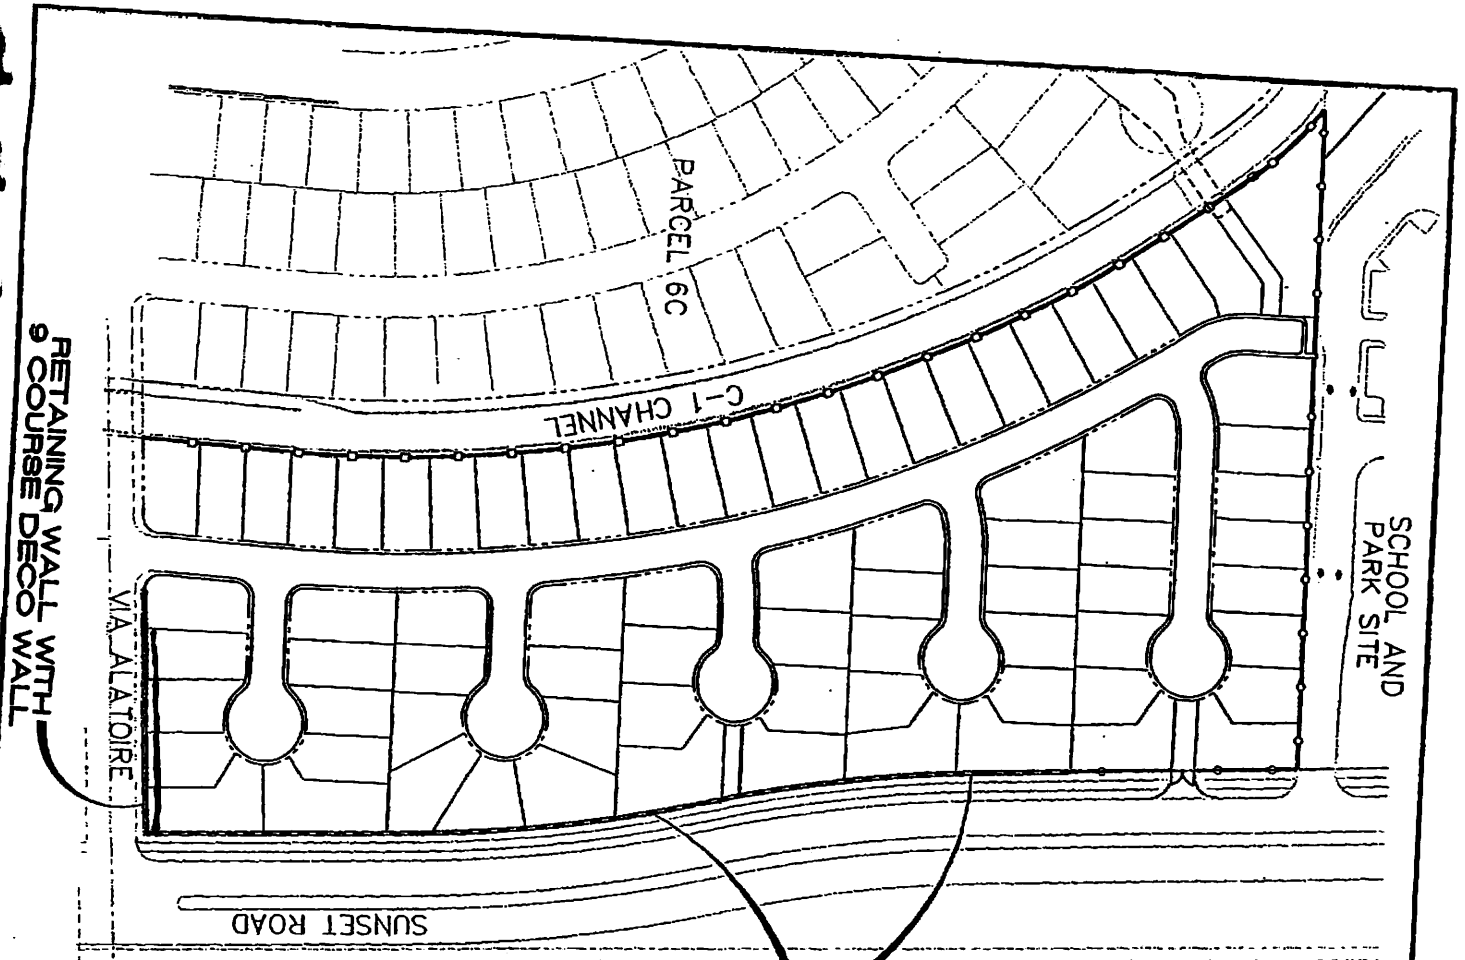 PARCEL 6C
C-1 CHANNEL
SCHOOL AND
PARK SITE
RETAINING WALL WITH
9 COURSE DECO WALL
VIA ALATOIRE
SUNSET ROAD